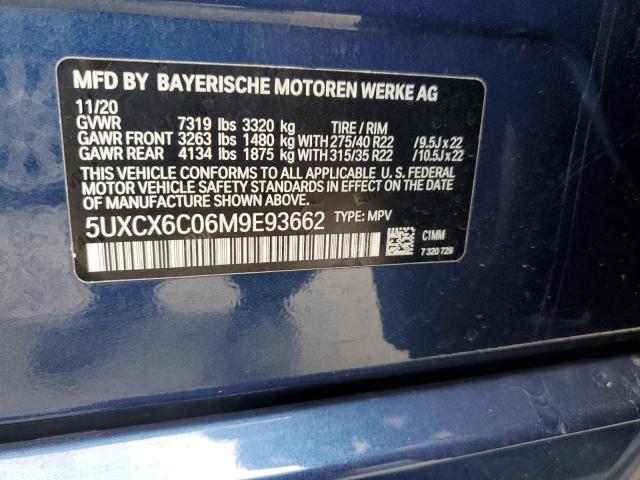 MFD BY BAYERISCHE MOTOREN WERKE AG
11/20
GVWR 7319 lbs 3320 kg TIRE / RIM
GAWR FRONT 3263 lbs 1480 kg WITH 275/40 R22 / 9.5J x 22
GAWR REAR 4134 lbs 1875 kg WITH 315/35 R22 / 10.5J x 22
THIS VEHICLE CONFORMS TO ALL APPLICABLE U. S. FEDERAL
MOTOR VEHICLE SAFETY STANDARDS IN EFFECT ON THE DATE
OF MANUFACTURE SHOWN ABOVE.
5UXCX6C06M9E93662 TYPE: MPV
C1MM
7 320 729